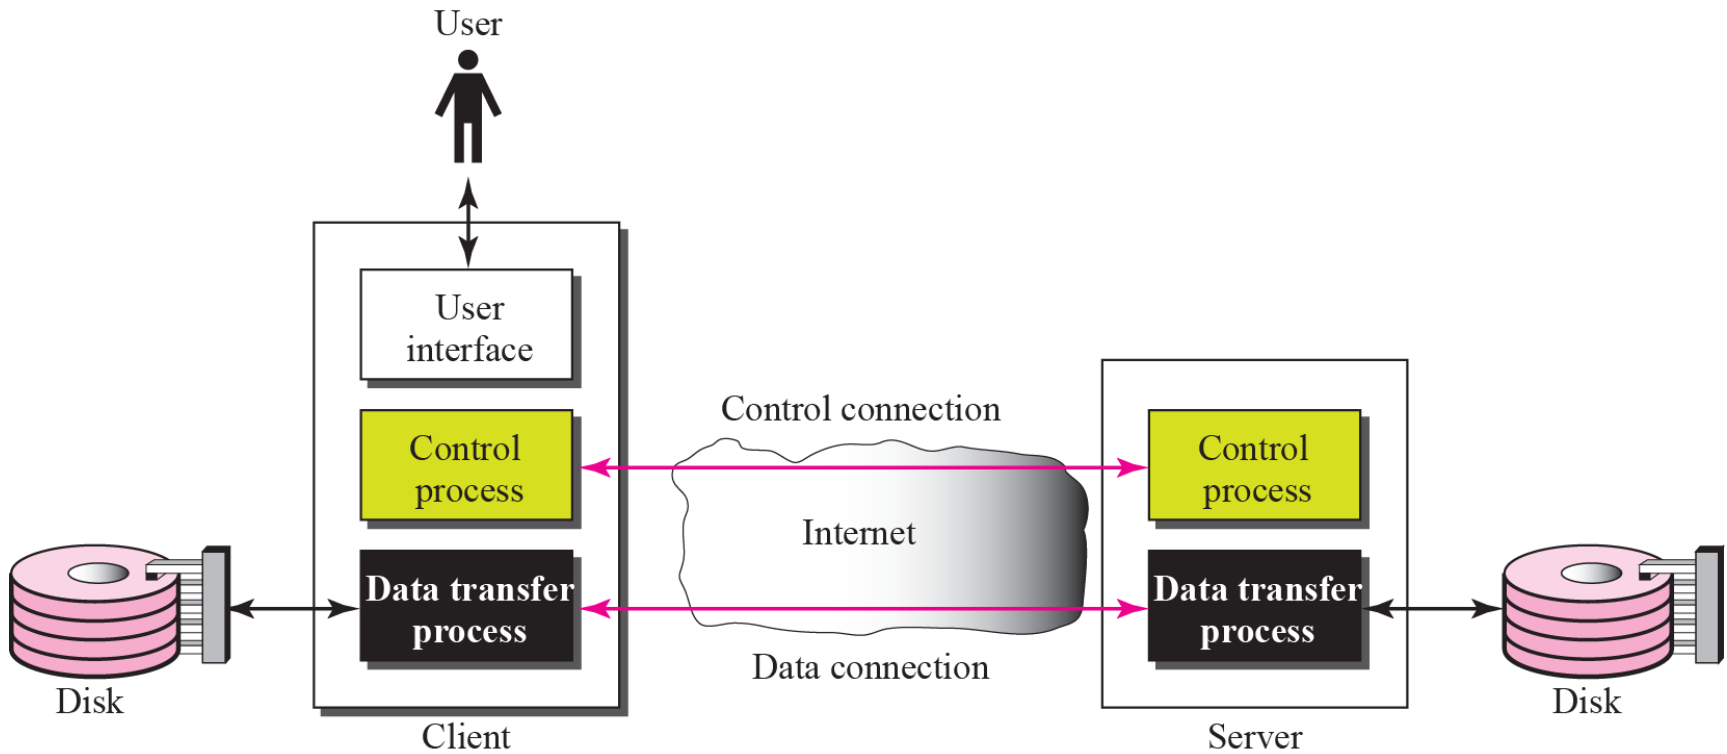 User
User
interface
Control connection
Control
process
Control
process
Internet
Data transfer
process
Data transfer
process
Data connection
Disk
Disk
Client
Server